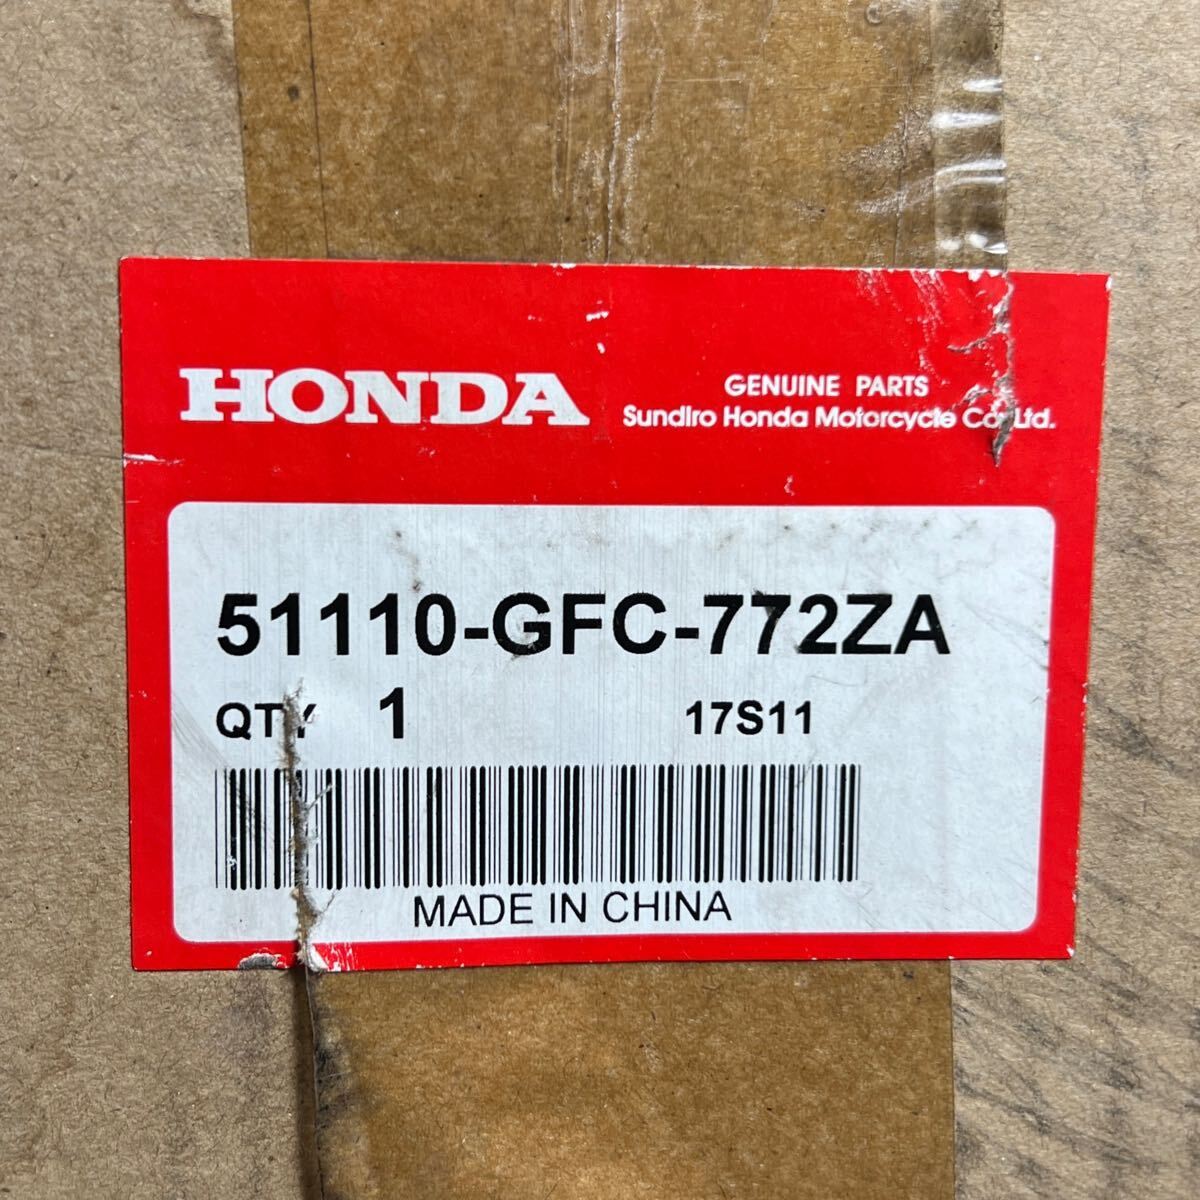 HONDA
GENUINE PARTS
Sundiro Honda Motorcycle Co., Ltd.
51110-GFC-772ZA
QTY 1 17S11
MADE IN CHINA